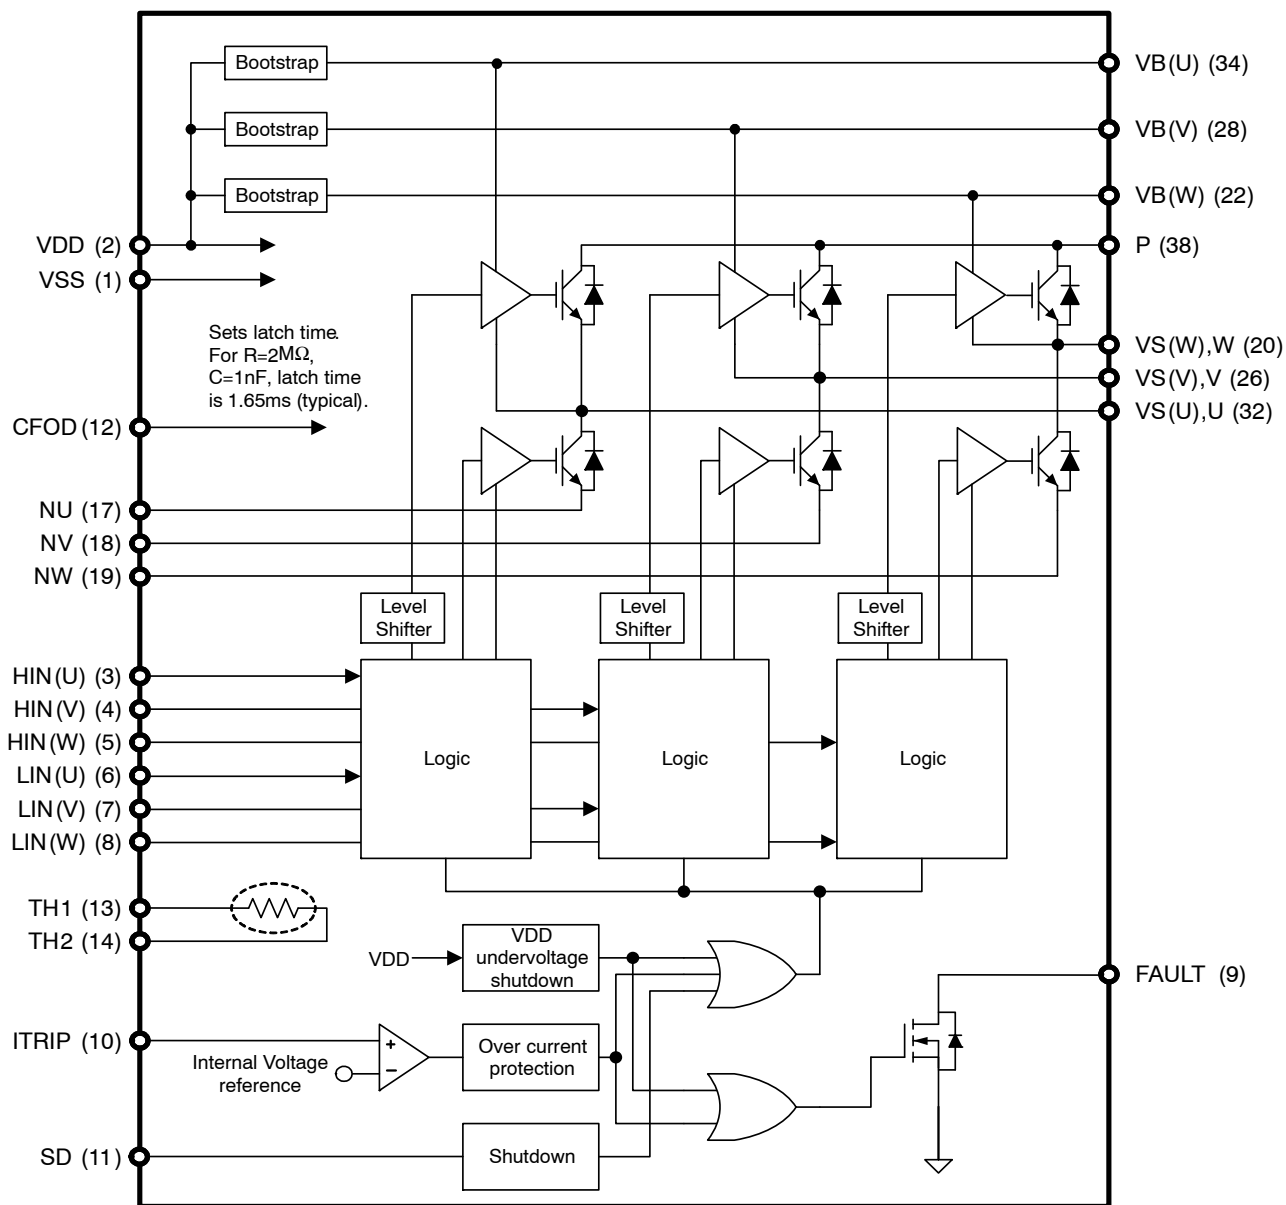 Bootstrap
VB(U) (34)
Bootstrap
VB(V) (28)
Bootstrap
VB(W) (22)
VDD (2)
P (38)
VSS (1)
Sets latch time.
For R=2MΩ,
C=1nF, latch time
is 1.65ms (typical).
VS(W),W (20)
VS(V),V (26)
VS(U),U (32)
CFOD (12)
NU (17)
NV (18)
NW (19)
Level
Shifter
Level
Shifter
Level
Shifter
HIN(U) (3)
HIN(V) (4)
HIN(W) (5)
LIN(U) (6)
LIN(V) (7)
LIN(W) (8)
Logic
Logic
Logic
TH1 (13)
TH2 (14)
VDD
VDD
undervoltage
shutdown
FAULT (9)
ITRIP (10)
+
−
Internal Voltage
reference
Over current
protection
SD (11)
Shutdown